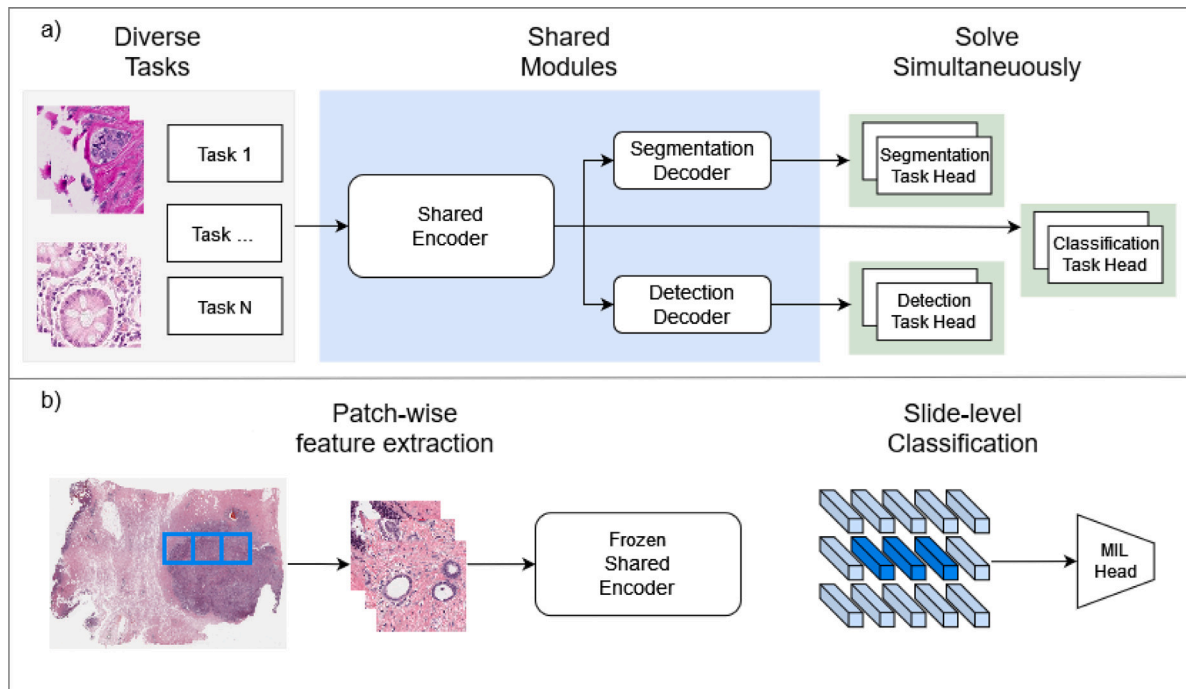 a)
Diverse
Tasks
Shared
Modules
Solve
Simultaneuously
Task 1
Task ...
Task N
Shared
Encoder
Segmentation
Decoder
Detection
Decoder
Segmentation
Task Head
Classification
Task Head
Detection
Task Head
b)
Patch-wise
feature extraction
Slide-level
Classification
Frozen
Shared
Encoder
MIL
Head